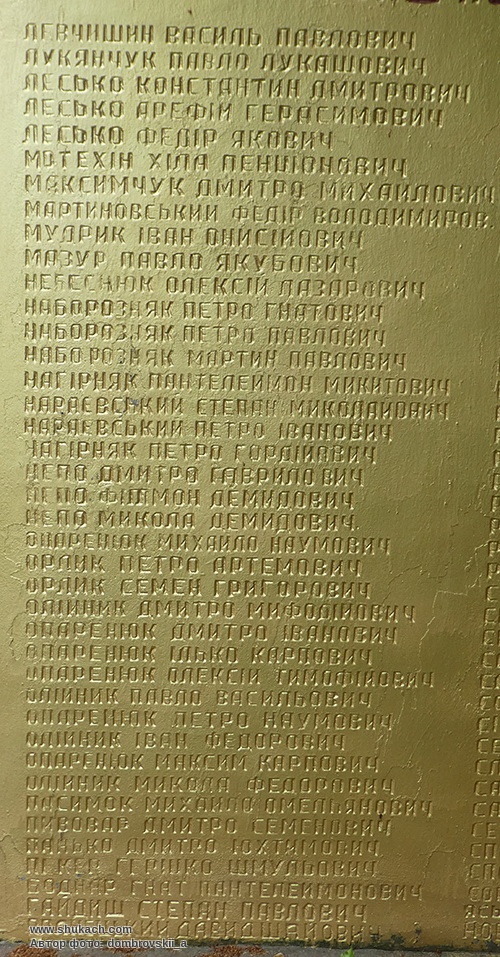 ЛЕВЧИШИН ВАСИЛЬ ПАВЛОВИЧ
ЛУКЯНЧУК ПАВЛО ЛУКАШОВИЧ
ЛЕСЬКО КОНСТАНТИН ДМИТРОВИЧ
ЛЕСЬКО АРЕФІЙ ГЕРАСИМОВИЧ
ЛЕСЬКО ФЕДІР ЯКОВИЧ
МОТЕХІН ХІЛА ПЕНШІОНОВИЧ
МАКСИМЧУК ДМИТРО МИХАЙЛОВИЧ
МАРТИНОВСЬКИЙ ФЕДІР ВОЛОДИМИРОВ.
МУДРИК ІВАН ОНИСІЙОВИЧ
МАЗУР ПАВЛО ЯКУБОВИЧ
НЕБЕСНЮК ОЛЕКСІЙ ЛАЗАРОВИЧ
НАБОРОЗНЯК ПЕТРО ГНАТОВИЧ
НАБОРОЗНЯК ПЕТРО ПАВЛОВИЧ
НАБОРОЗНЯК МАРТИН ПАВЛОВИЧ
НАГІРНЯК ПАНТЕЛЕЙМОН МИКИТОВИЧ
НАРАЕВСЬКИЙ СТЕПАН МИКОЛАЙОВИЧ
НАРАЕВСЬКИЙ ПЕТРО ІВАНОВИЧ
НАГІРНЯК ПЕТРО ГОРДІЙОВИЧ
НЕПО ДМИТРО ГАВРИЛОВИЧ
НЕПО ФІЛІМОН ДЕМИДОВИЧ
НЕПО МИКОЛА ДЕМИДОВИЧ.
ОПАРЕНЮК МИХАЙЛО НАУМОВИЧ
ОРЛИК ПЕТРО АРТЕМОВИЧ
ОРЛИК СЕМЕН ГРИГОРОВИЧ
ОЛІЙНИК ДМИТРО МИФОДІЙОВИЧ
ОПАРЕНЮК ДМИТРО ІВАНОВИЧ
ОПАРЕНЮК ІЛЬКО КАРПОВИЧ
ОПАРЕНЮК ОЛЕКСІЙ ТИМОФІЙОВИЧ
ОЛІЙНИК ПАВЛО ВАСИЛЬОВИЧ
ОПАРЕНЮК ПЕТРО НАУМОВИЧ
ОЛІЙНИК ІВАН ФЕДОРОВИЧ
ОПАРЕНЮК МАКСИМ КАРПОВИЧ
ОЛІЙНИК МИКОЛА ФЕДОРОВИЧ
ПАСИМОК МИХАЙЛО ОМЕЛЬЯНОВИЧ
ПИВОВАР ДМИТРО СЕМЕНОВИЧ
ПАНЬКО ДМИТРО ЮХТИМОВИЧ
ПЕКЕР ГЕРШКО ШМУЛЬОВИЧ
БОДНАР ГНАТ ПАНТЕЛЕЙМОНОВИЧ
ГАЙДИШ СТЕПАН ПАВЛОВИЧ
www.shukach.com
Автор фото: dombrovskii_a